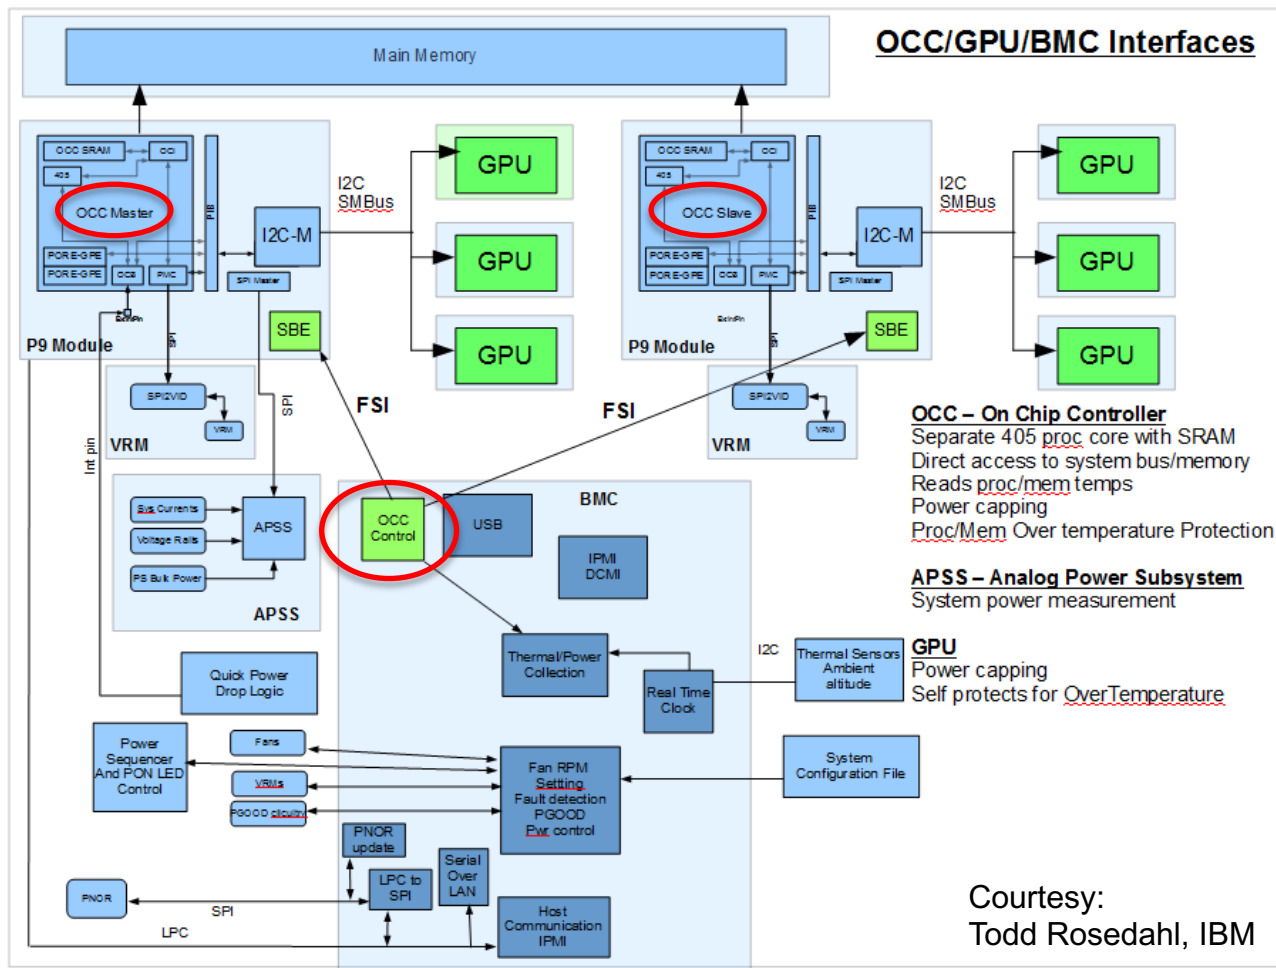 OCC/GPU/BMC Interfaces
Main Memory
OCC SRAM
OCI
405
OCC Master
PIB
PORE-GPE
PORE-GPE
OCB
PMC
I2C-M
SPI Master
ExIntPin
SPI
SBE
P9 Module
I2C
SMBus
GPU
GPU
GPU
OCC SRAM
OCI
405
OCC Slave
PIB
PORE-GPE
PORE-GPE
OCB
PMC
I2C-M
SPI Master
ExIntPin
SPI
SBE
P9 Module
I2C
SMBus
GPU
GPU
GPU
SPI2VID
VRM
VRM
SPI
Int pin
FSI
FSI
SPI2VID
VRM
VRM
OCC – On Chip Controller
Separate 405 proc core with SRAM
Direct access to system bus/memory
Reads proc/mem temps
Power capping
Proc/Mem Over temperature Protection
APSS – Analog Power Subsystem
System power measurement
GPU
Power capping
Self protects for OverTemperature
Sys Currents
Voltage Rails
PS Bulk Power
APSS
APSS
BMC
OCC
Control
USB
IPMI
DCMI
Thermal/Power
Collection
Real Time
Clock
I2C
Thermal Sensors
Ambient
altitude
Quick Power
Drop Logic
Power
Sequencer
And PON LED
Control
Fans
VRMs
PGOOD circuitry
Fan RPM
Settting
Fault detection
PGOOD
Pwr control
System
Configuration File
PNOR
update
LPC to
SPI
Serial
Over
LAN
PNOR
SPI
LPC
Host
Communication
IPMI
Courtesy:
Todd Rosedahl, IBM